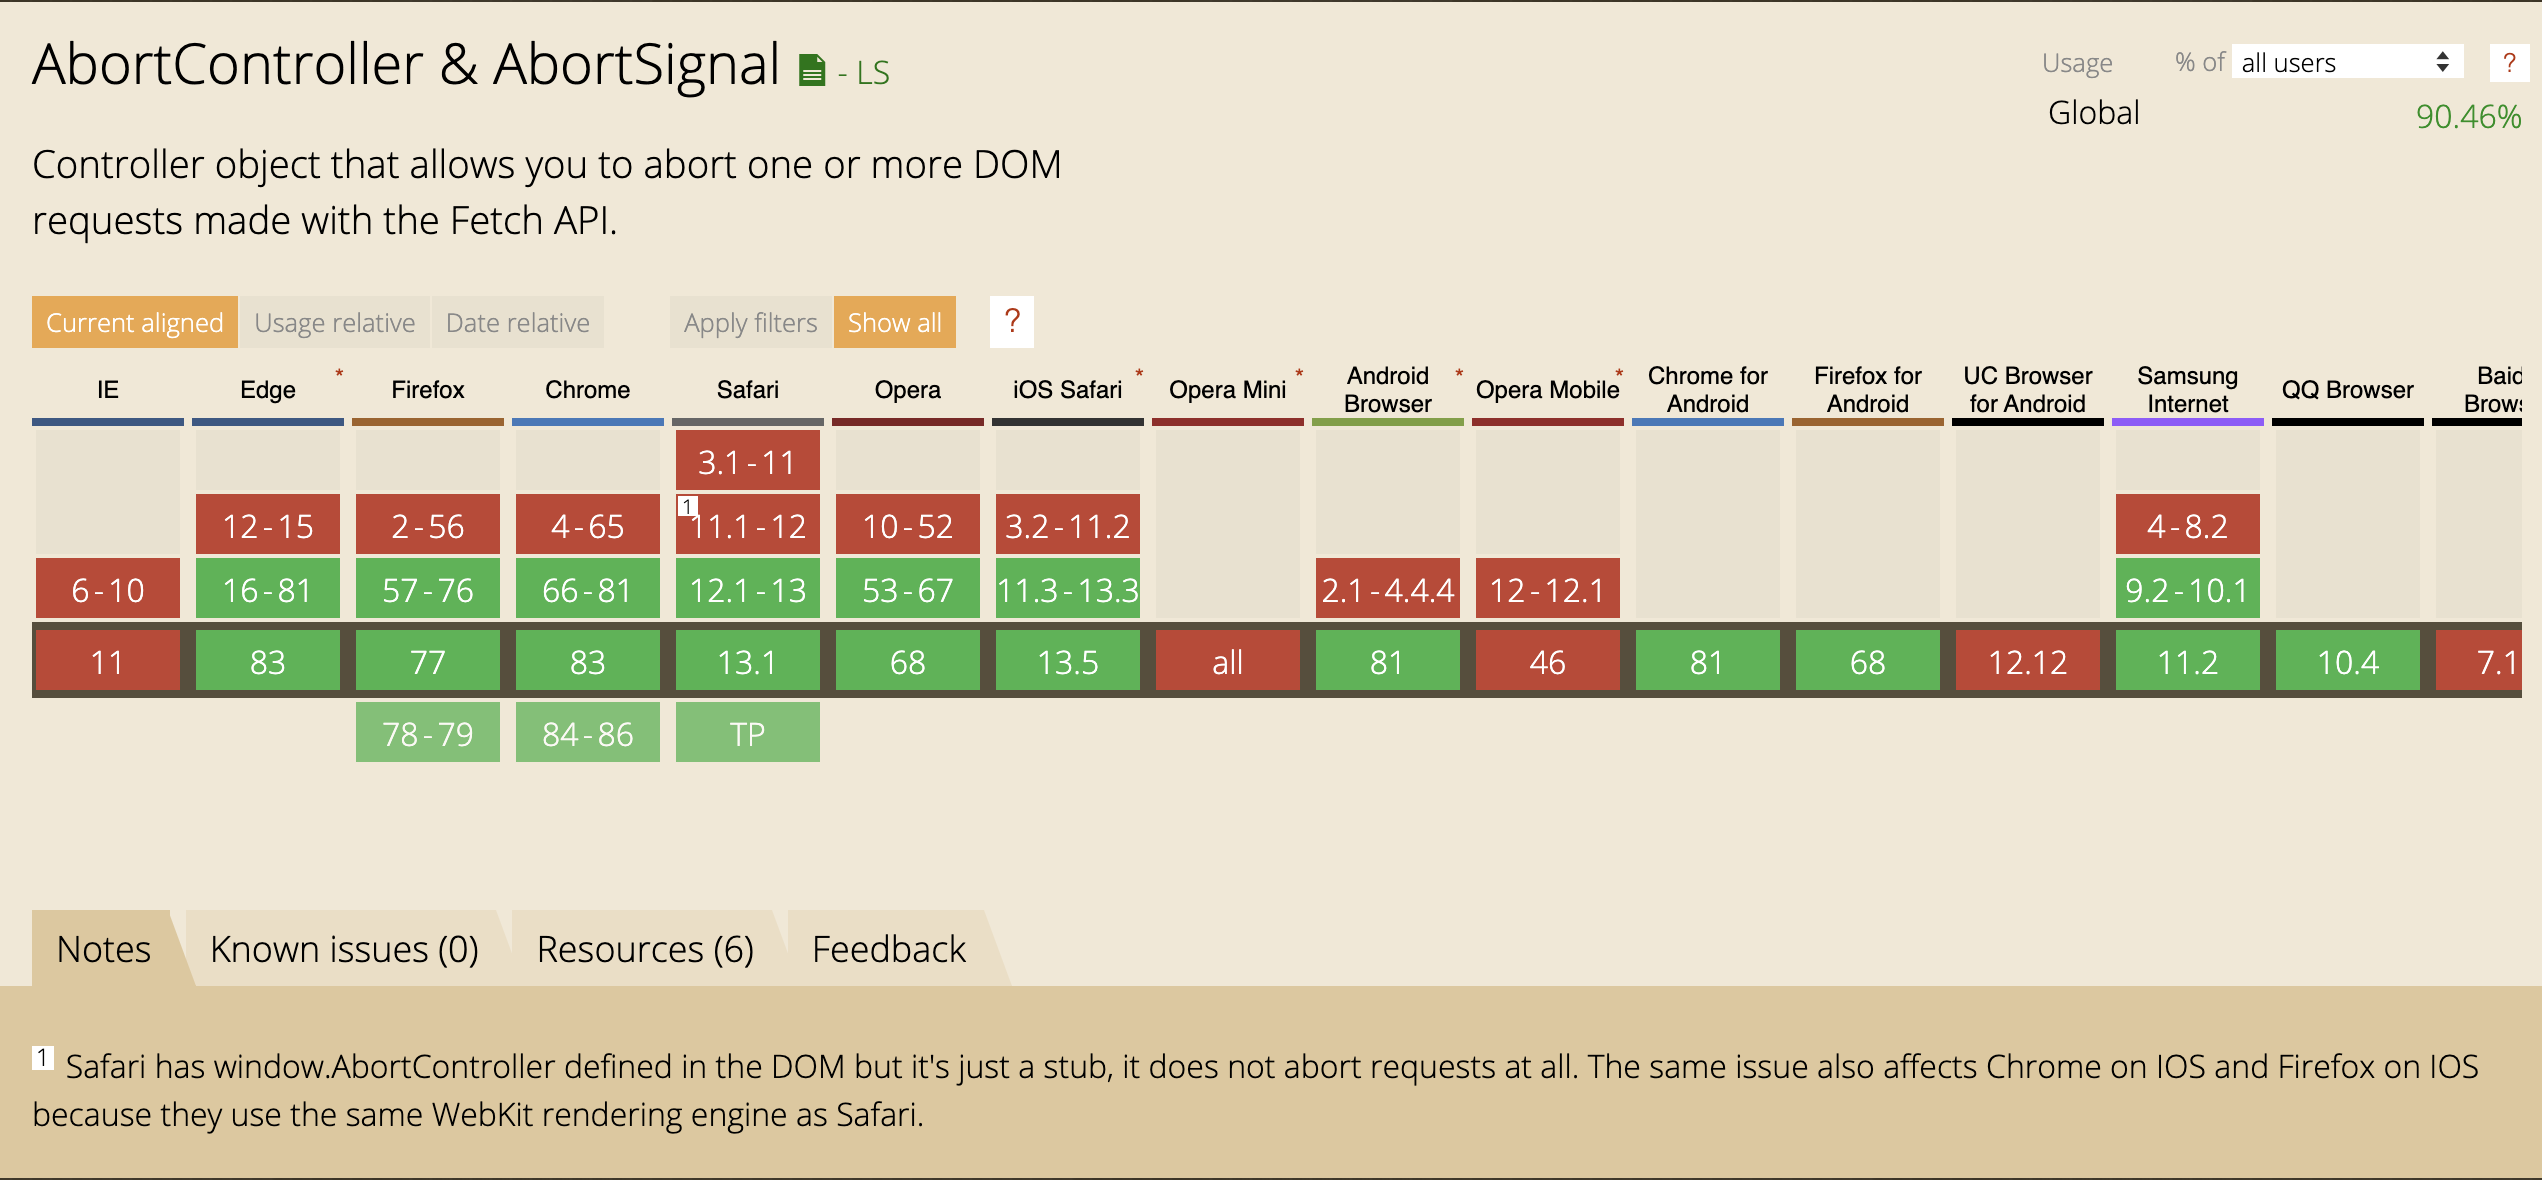 AbortController & AbortSignal - LS
Usage % of all users ?
Global 90.46%
Controller object that allows you to abort one or more DOM
requests made with the Fetch API.
Current aligned Usage relative Date relative Apply filters Show all ?
IE Edge * Firefox Chrome Safari Opera iOS Safari * Opera Mini * Android Browser * Opera Mobile * Chrome for Android Firefox for Android UC Browser for Android Samsung Internet QQ Browser Baid Brows
3.1-11
12-15 2-56 4-65 1 11.1-12 10-52 3.2-11.2 4-8.2
6-10 16-81 57-76 66-81 12.1-13 53-67 11.3-13.3 2.1-4.4.4 12-12.1 9.2-10.1
11 83 77 83 13.1 68 13.5 all 81 46 81 68 12.12 11.2 10.4 7.1
78-79 84-86 TP
Notes Known issues (0) Resources (6) Feedback
1 Safari has window.AbortController defined in the DOM but it's just a stub, it does not abort requests at all. The same issue also affects Chrome on IOS and Firefox on IOS
because they use the same WebKit rendering engine as Safari.